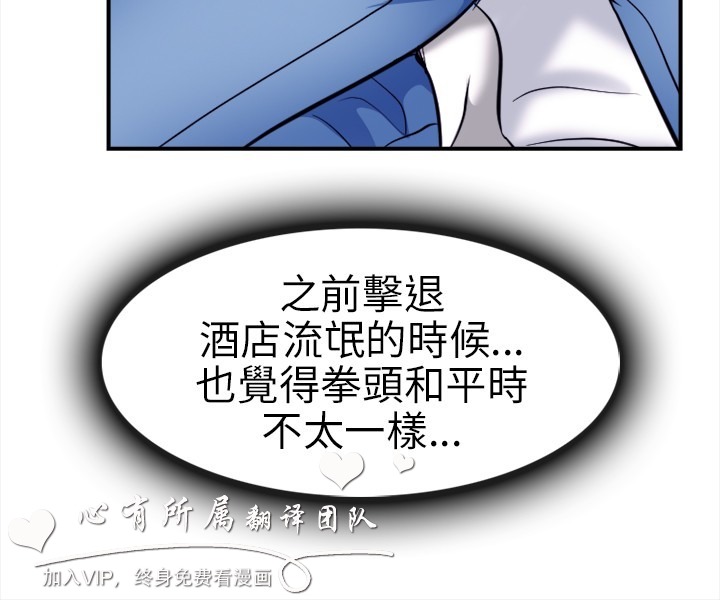 之前擊退
酒店流氓的時候...
也覺得拳頭和平時
不太一樣...
心有所属翻译团队
加入VIP，终身免费看漫画